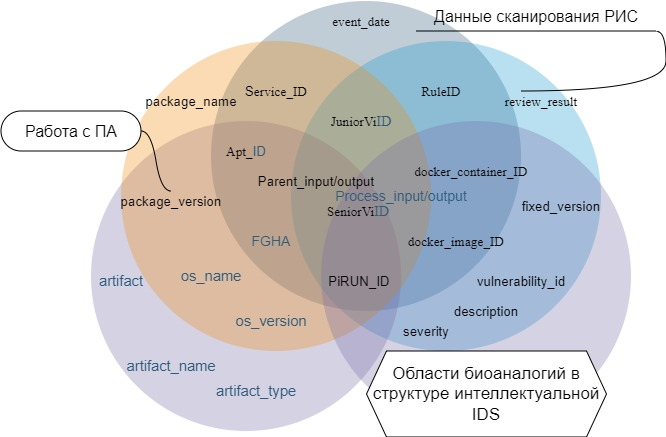 event_date
Данные сканирования РИС
Service_ID
RuleID
package_name
review_result
JuniorViID
Работа с ПА
Apt_ID
docker_container_ID
Parent_input/output
Process_input/output
package_version
SeniorViID
fixed_version
FGHA
docker_image_ID
artifact
os_name
PiRUN_ID
vulnerability_id
description
os_version
severity
artifact_name
artifact_type
Области биоаналогий в
структуре интеллектуальной
IDS